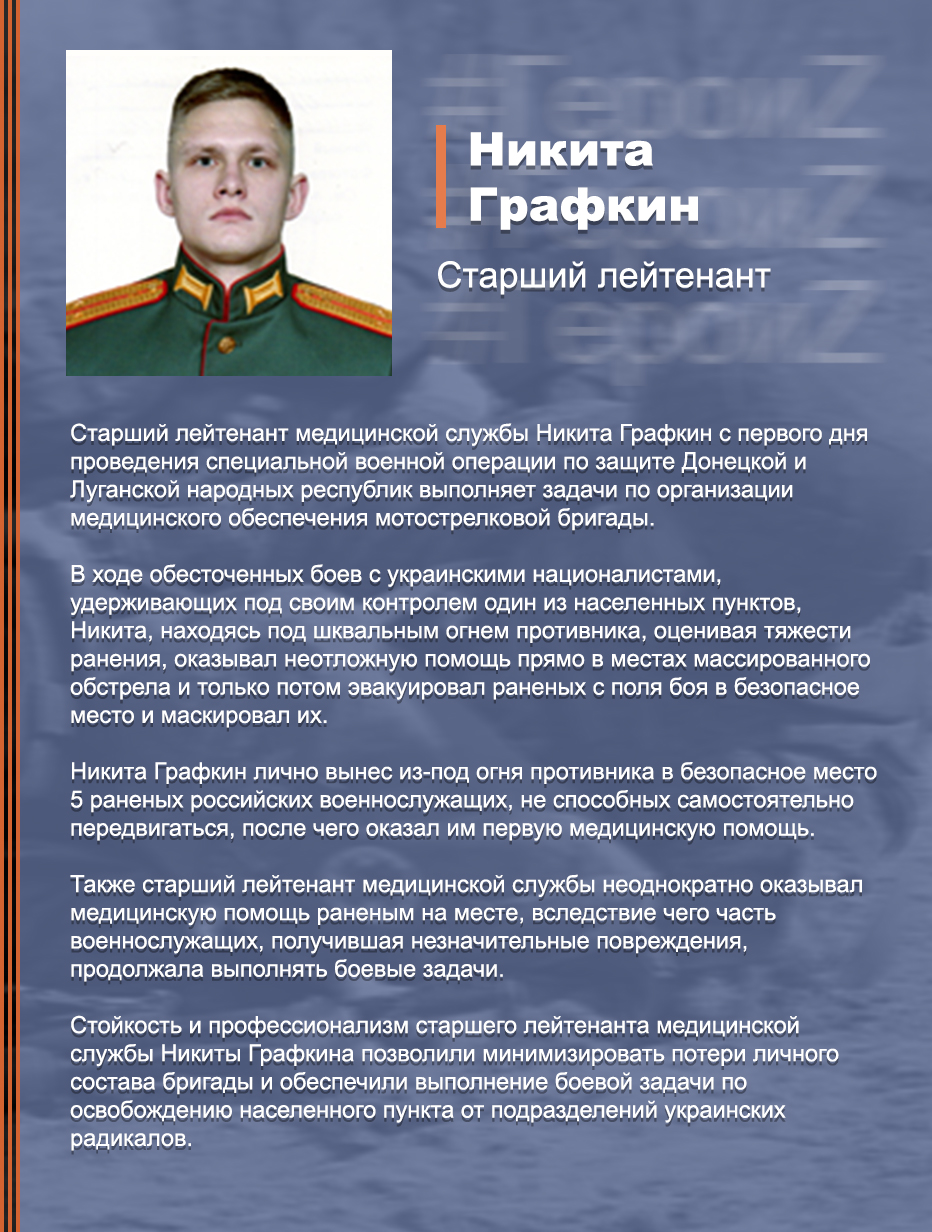 #ГероиZ
#ГероиZ
#ГероиZ
Никита
Графкин
Старший лейтенант
Старший лейтенант медицинской службы Никита Графкин с первого дня
проведения специальной военной операции по защите Донецкой и
Луганской народных республик выполняет задачи по организации
медицинского обеспечения мотострелковой бригады.
В ходе обесточенных боев с украинскими националистами,
удерживающих под своим контролем один из населенных пунктов,
Никита, находясь под шквальным огнем противника, оценивая тяжести
ранения, оказывал неотложную помощь прямо в местах массированного
обстрела и только потом эвакуировал раненых с поля боя в безопасное
место и маскировал их.
Никита Графкин лично вынес из-под огня противника в безопасное место
5 раненых российских военнослужащих, не способных самостоятельно
передвигаться, после чего оказал им первую медицинскую помощь.
Также старший лейтенант медицинской службы неоднократно оказывал
медицинскую помощь раненым на месте, вследствие чего часть
военнослужащих, получившая незначительные повреждения,
продолжала выполнять боевые задачи.
Стойкость и профессионализм старшего лейтенанта медицинской
службы Никиты Графкина позволили минимизировать потери личного
состава бригады и обеспечили выполнение боевой задачи по
освобождению населенного пункта от подразделений украинских
радикалов.